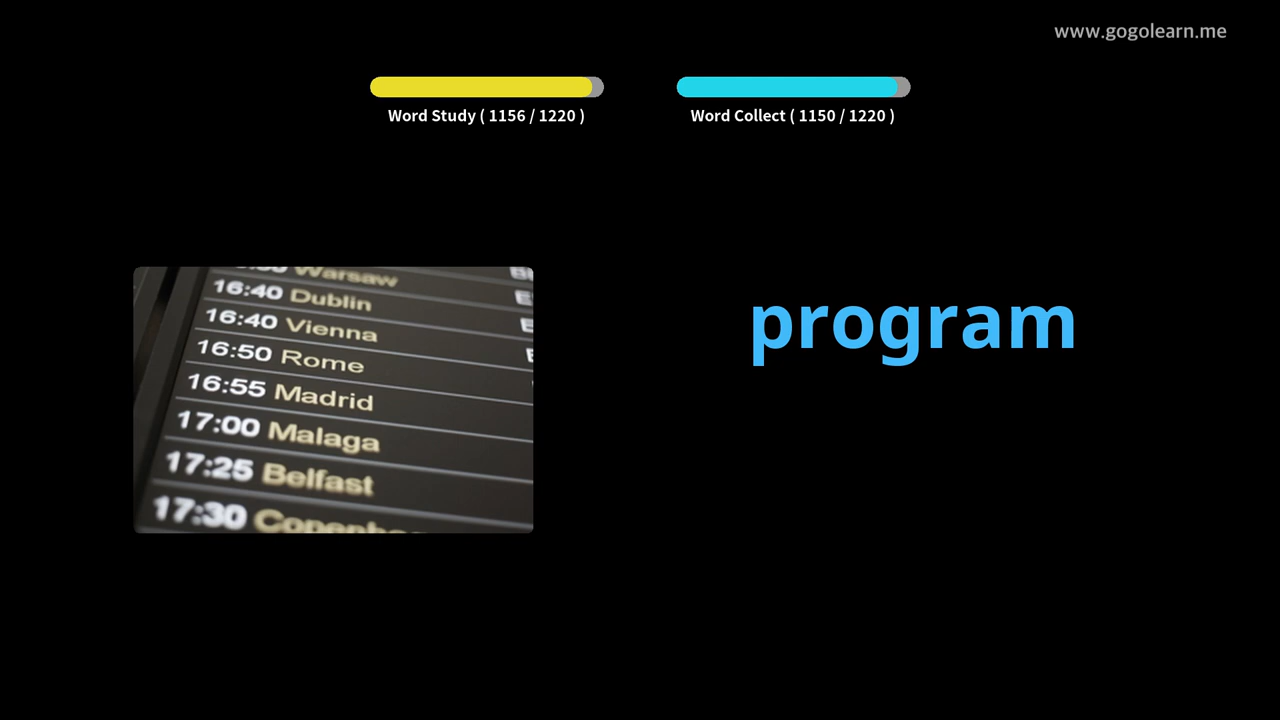 www.gogolearn.me
Word Study ( 1156 / 1220 )
Word Collect ( 1150 / 1220 )
Warsaw
16:40 Dublin
16:40 Vienna
16:50 Rome
16:55 Madrid
17:00 Malaga
17:25 Belfast
17:30
program